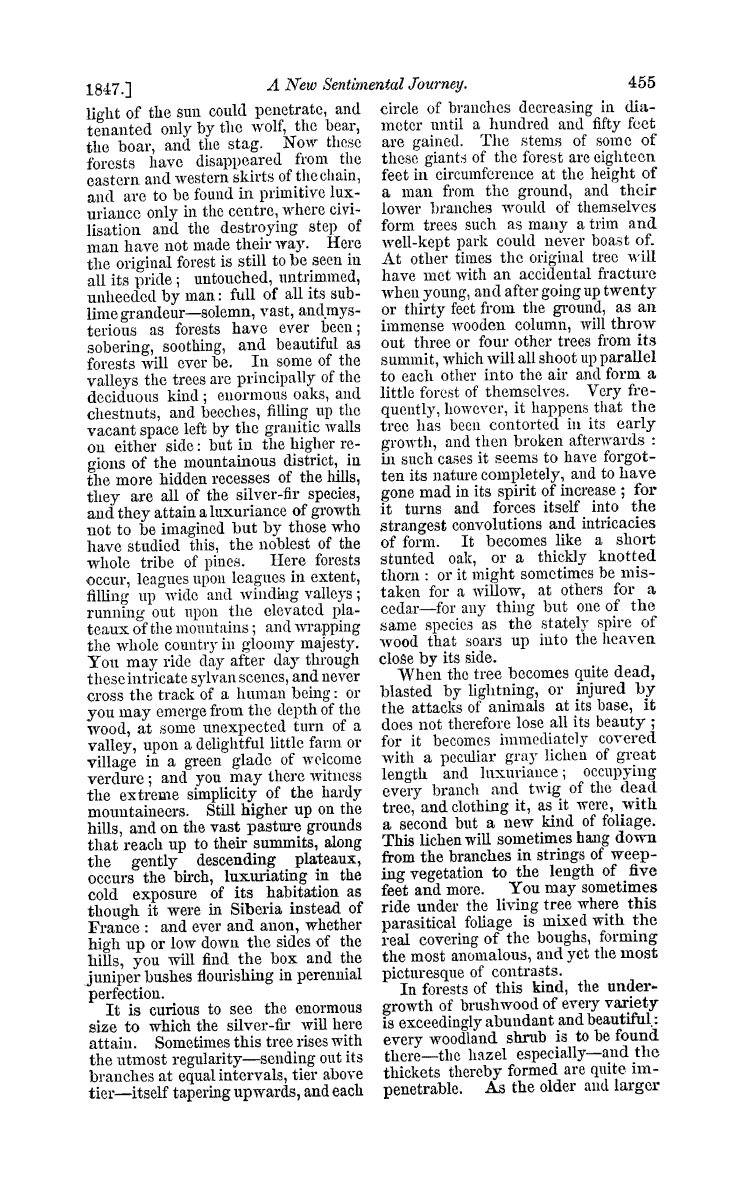 1847.] A New Sentimental Journey. 455
light of the sun could penetrate, and
tenanted only by the wolf, the bear,
the boar, and the stag. Now these
forests have disappeared from the
eastern and western skirts of the chain,
and are to be found in primitive lux-
uriance only in the centre, where civi-
lisation and the destroying step of
man have not made their way. Here
the original forest is still to be seen in
all its pride; untouched, untrimmed,
unheeded by man: full of all its sub-
lime grandeur—solemn, vast, and mys-
terious as forests have ever been;
sobering, soothing, and beautiful as
forests will ever be. In some of the
valleys the trees are principally of the
deciduous kind; enormous oaks, and
chestnuts, and beeches, filling up the
vacant space left by the granitic walls
on either side: but in the higher re-
gions of the mountainous district, in
the more hidden recesses of the hills,
they are all of the silver-fir species,
and they attain a luxuriance of growth
not to be imagined but by those who
have studied this, the noblest of the
whole tribe of pines. Here forests
occur, leagues upon leagues in extent,
filling up wide and winding valleys;
running out upon the elevated pla-
teaux of the mountains; and wrapping
the whole country in gloomy majesty.
You may ride day after day through
these intricate sylvan scenes, and never
cross the track of a human being: or
you may emerge from the depth of the
wood, at some unexpected turn of a
valley, upon a delightful little farm or
village in a green glade of welcome
verdure; and you may there witness
the extreme simplicity of the hardy
mountaineers. Still higher up on the
hills, and on the vast pasture grounds
that reach up to their summits, along
the gently descending plateaux,
occurs the birch, luxuriating in the
cold exposure of its habitation as
though it were in Siberia instead of
France: and ever and anon, whether
high up or low down the sides of the
hills, you will find the box and the
juniper bushes flourishing in perennial
perfection.
It is curious to see the enormous
size to which the silver-fir will here
attain. Sometimes this tree rises with
the utmost regularity—sending out its
branches at equal intervals, tier above
tier—itself tapering upwards, and each
circle of branches decreasing in dia-
meter until a hundred and fifty feet
are gained. The stems of some of
these giants of the forest are eighteen
feet in circumference at the height of
a man from the ground, and their
lower branches would of themselves
form trees such as many a trim and
well-kept park could never boast of.
At other times the original tree will
have met with an accidental fracture
when young, and after going up twenty
or thirty feet from the ground, as an
immense wooden column, will throw
out three or four other trees from its
summit, which will all shoot up parallel
to each other into the air and form a
little forest of themselves. Very fre-
quently, however, it happens that the
tree has been contorted in its early
growth, and then broken afterwards:
in such cases it seems to have forgot-
ten its nature completely, and to have
gone mad in its spirit of increase; for
it turns and forces itself into the
strangest convolutions and intricacies
of form. It becomes like a short
stunted oak, or a thickly knotted
thorn: or it might sometimes be mis-
taken for a willow, at others for a
cedar—for any thing but one of the
same species as the stately spire of
wood that soars up into the heaven
close by its side.
When the tree becomes quite dead,
blasted by lightning, or injured by
the attacks of animals at its base, it
does not therefore lose all its beauty;
for it becomes immediately covered
with a peculiar gray lichen of great
length and luxuriance; occupying
every branch and twig of the dead
tree, and clothing it, as it were, with
a second but a new kind of foliage.
This lichen will sometimes hang down
from the branches in strings of weep-
ing vegetation to the length of five
feet and more. You may sometimes
ride under the living tree where this
parasitical foliage is mixed with the
real covering of the boughs, forming
the most anomalous, and yet the most
picturesque of contrasts.
In forests of this kind, the under-
growth of brushwood of every variety
is exceedingly abundant and beautiful:
every woodland shrub is to be found
there—the hazel especially—and the
thickets thereby formed are quite im-
penetrable. As the older and larger